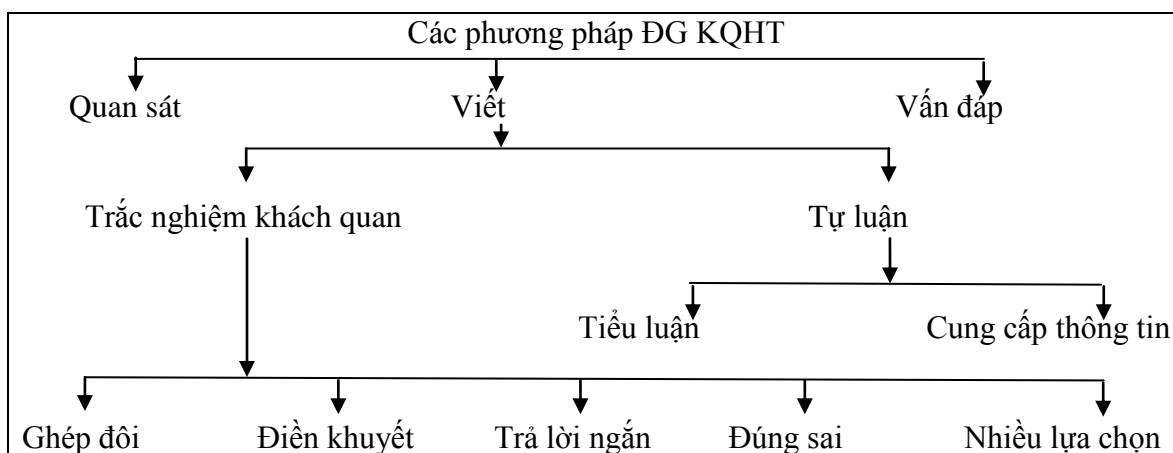 Các phương pháp ĐG KQHT
Quan sát Viết Vấn đáp
Trắc nghiệm khách quan Tự luận
Tiểu luận Cung cấp thông tin
Ghép đôi Điền khuyết Trả lời ngắn Đúng sai Nhiều lựa chọn